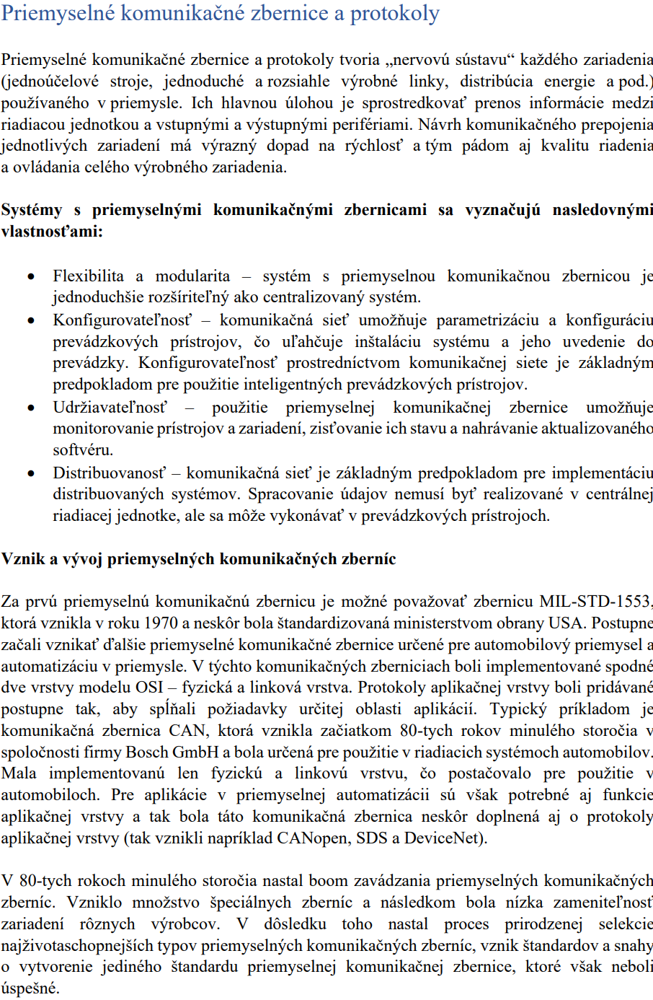 Priemyselné komunikačné zbernice a protokoly
Priemyselné komunikačné zbernice a protokoly tvoria „nervovú sústavu“ každého zariadenia
(jednoúčelové stroje, jednoduché a rozsiahle výrobné linky, distribúcia energie a pod.)
používaného v priemysle. Ich hlavnou úlohou je sprostredkovať prenos informácie medzi
riadiacou jednotkou a vstupnými a výstupnými perifériami. Návrh komunikačného prepojenia
jednotlivých zariadení má výrazný dopad na rýchlosť a tým pádom aj kvalitu riadenia
a ovládania celého výrobného zariadenia.
Systémy s priemyselnými komunikačnými zbernicami sa vyznačujú nasledovnými
vlastnosťami:
• Flexibilita a modularita – systém s priemyselnou komunikačnou zbernicou je
jednoduchšie rozšíriteľný ako centralizovaný systém.
• Konfigurovateľnosť – komunikačná sieť umožňuje parametrizáciu a konfiguráciu
prevádzkových prístrojov, čo uľahčuje inštaláciu systému a jeho uvedenie do
prevádzky. Konfigurovateľnosť prostredníctvom komunikačnej siete je základným
predpokladom pre použitie inteligentných prevádzkových prístrojov.
• Udržiavateľnosť – použitie priemyselnej komunikačnej zbernice umožňuje
monitorovanie prístrojov a zariadení, zisťovanie ich stavu a nahrávanie aktualizovaného
softvéru.
• Distribuovanosť – komunikačná sieť je základným predpokladom pre implementáciu
distribuovaných systémov. Spracovanie údajov nemusí byť realizované v centrálnej
riadiacej jednotke, ale sa môže vykonávať v prevádzkových prístrojoch.
Vznik a vývoj priemyselných komunikačných zberníc
Za prvú priemyselnú komunikačnú zbernicu je možné považovať zbernicu MIL-STD-1553,
ktorá vznikla v roku 1970 a neskôr bola štandardizovaná ministerstvom obrany USA. Postupne
začali vznikať ďalšie priemyselné komunikačné zbernice určené pre automobilový priemysel a
automatizáciu v priemysle. V týchto komunikačných zberniciach boli implementované spodné
dve vrstvy modelu OSI – fyzická a linková vrstva. Protokoly aplikačnej vrstvy boli pridávané
postupne tak, aby spĺňali požiadavky určitej oblasti aplikácií. Typický príkladom je
komunikačná zbernica CAN, ktorá vznikla začiatkom 80-tych rokov minulého storočia v
spoločnosti firmy Bosch GmbH a bola určená pre použitie v riadiacich systémoch automobilov.
Mala implementovanú len fyzickú a linkovú vrstvu, čo postačovalo pre použitie v
automobiloch. Pre aplikácie v priemyselnej automatizácii sú však potrebné aj funkcie
aplikačnej vrstvy a tak bola táto komunikačná zbernica neskôr doplnená aj o protokoly
aplikačnej vrstvy (tak vznikli napríklad CANopen, SDS a DeviceNet).
V 80-tych rokoch minulého storočia nastal boom zavádzania priemyselných komunikačných
zberníc. Vzniklo množstvo špeciálnych zberníc a následkom bola nízka zameniteľnosť
zariadení rôznych výrobcov. V dôsledku toho nastal proces prirodzenej selekcie
najživotaschopnejších typov priemyselných komunikačných zberníc, vznik štandardov a snahy
o vytvorenie jediného štandardu priemyselnej komunikačnej zbernice, ktoré však neboli
úspešné.